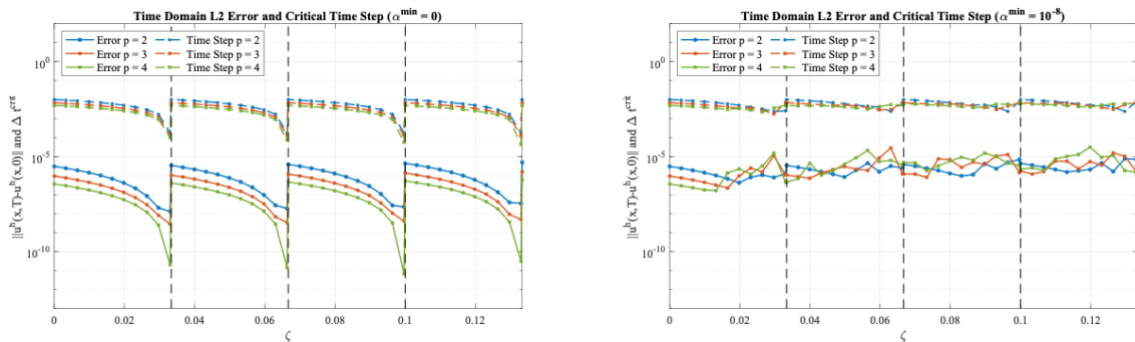 Time Domain L2 Error and Critical Time Step (α^min = 0)
Error p = 2
Error p = 3
Error p = 4
Time Step p = 2
Time Step p = 3
Time Step p = 4
||u^h(x,T)-u^h(x,0)|| and Δ t^crit
10^0
10^-5
10^-10
0
0.02
0.04
0.06
0.08
0.1
0.12
ζ
Time Domain L2 Error and Critical Time Step (α^min = 10^-8)
Error p = 2
Error p = 3
Error p = 4
Time Step p = 2
Time Step p = 3
Time Step p = 4
||u^h(x,T)-u^h(x,0)|| and Δ t^crit
10^0
10^-5
10^-10
0
0.02
0.04
0.06
0.08
0.1
0.12
ζ